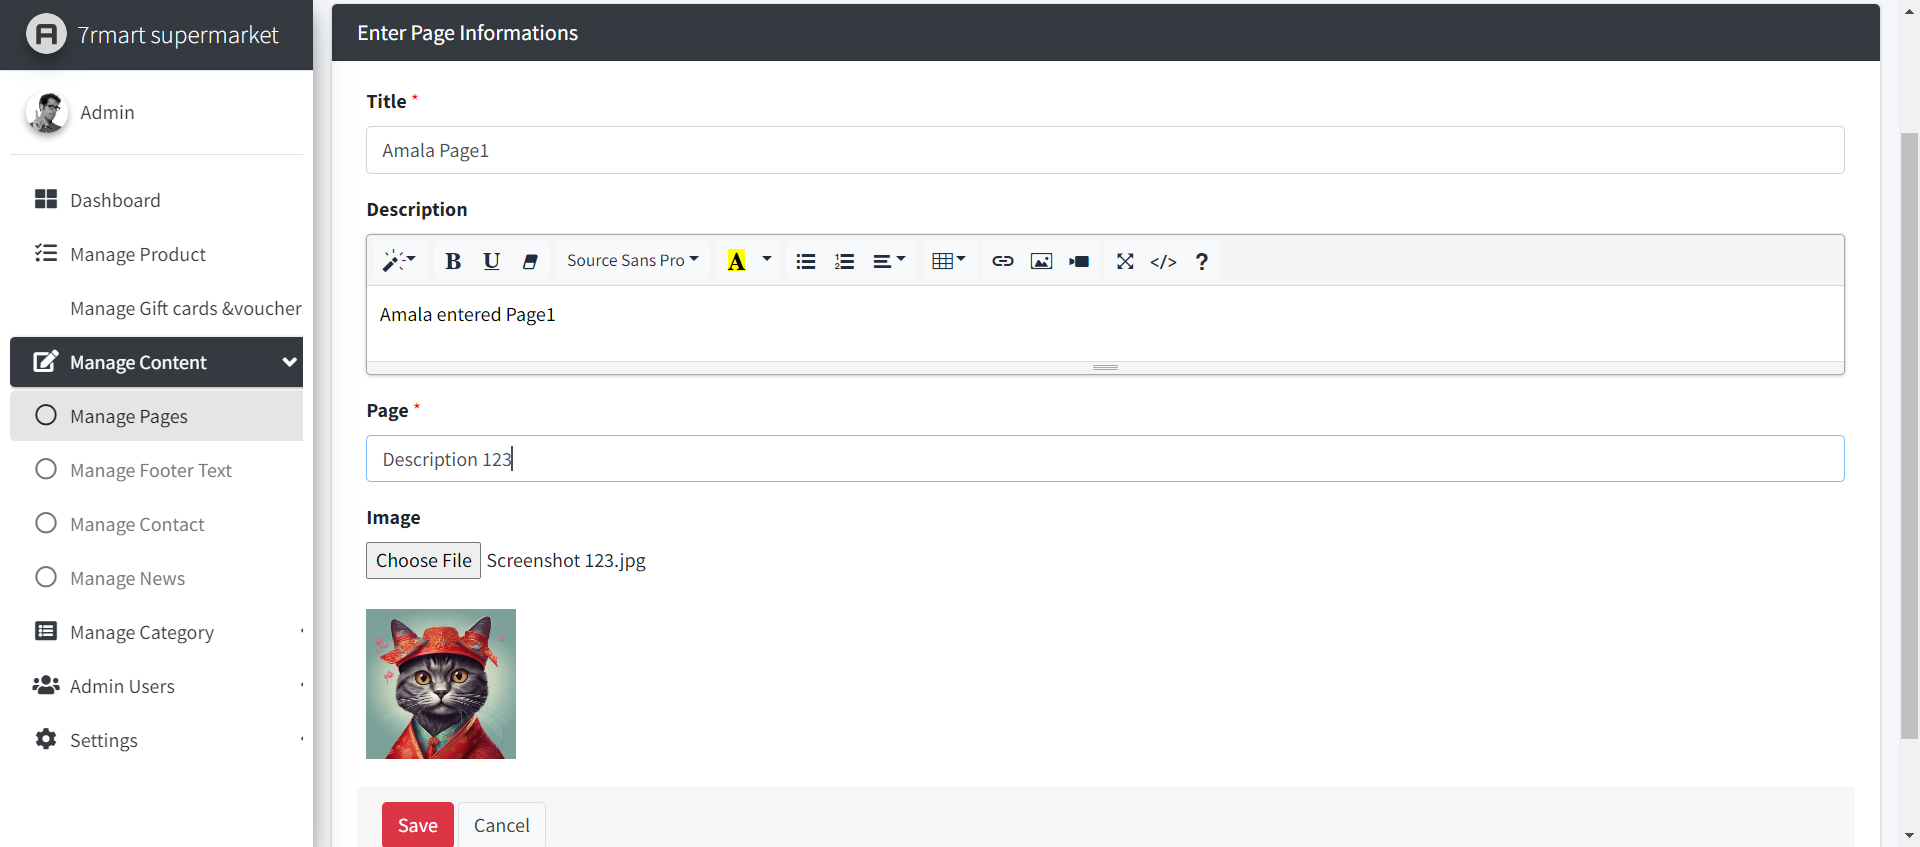 7rmart supermarket
Admin
Dashboard
Manage Product
Manage Gift cards &voucher
Manage Content
Manage Pages
Manage Footer Text
Manage Contact
Manage News
Manage Category
Admin Users
Settings
Enter Page Informations
Title *
Amala Page1
Description
B U Source Sans Pro A </> ?
Amala entered Page1
Page *
Description 123
Image
Choose File Screenshot 123.jpg
Save Cancel